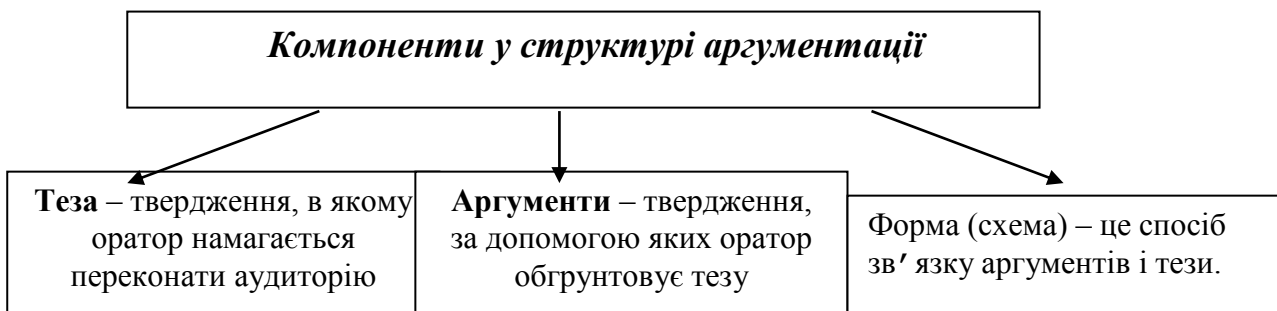 Компоненти у структурі аргументації
Теза – твердження, в якому
оратор намагається
переконати аудиторію
Аргументи – твердження,
за допомогою яких оратор
обгрунтовує тезу
Форма (схема) – це спосіб
зв′ язку аргументів і тези.